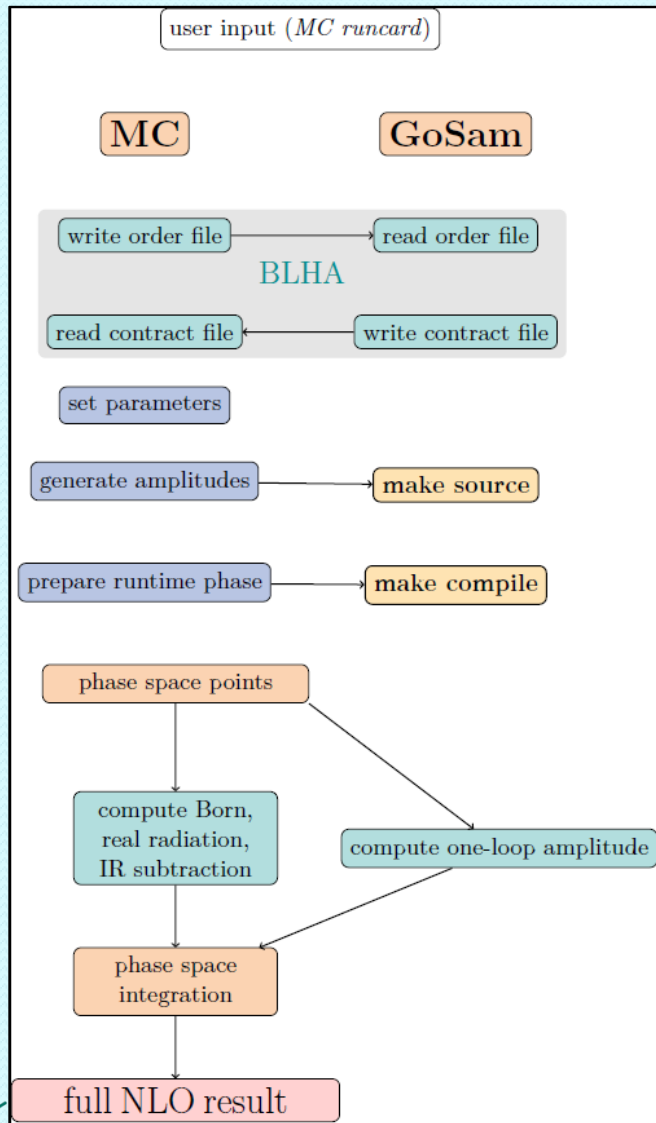 user input (MC runcard)
MC
GoSam
write order file
read order file
BLHA
read contract file
write contract file
set parameters
generate amplitudes
make source
prepare runtime phase
make compile
phase space points
compute Born,
real radiation,
IR subtraction
compute one-loop amplitude
phase space
integration
full NLO result